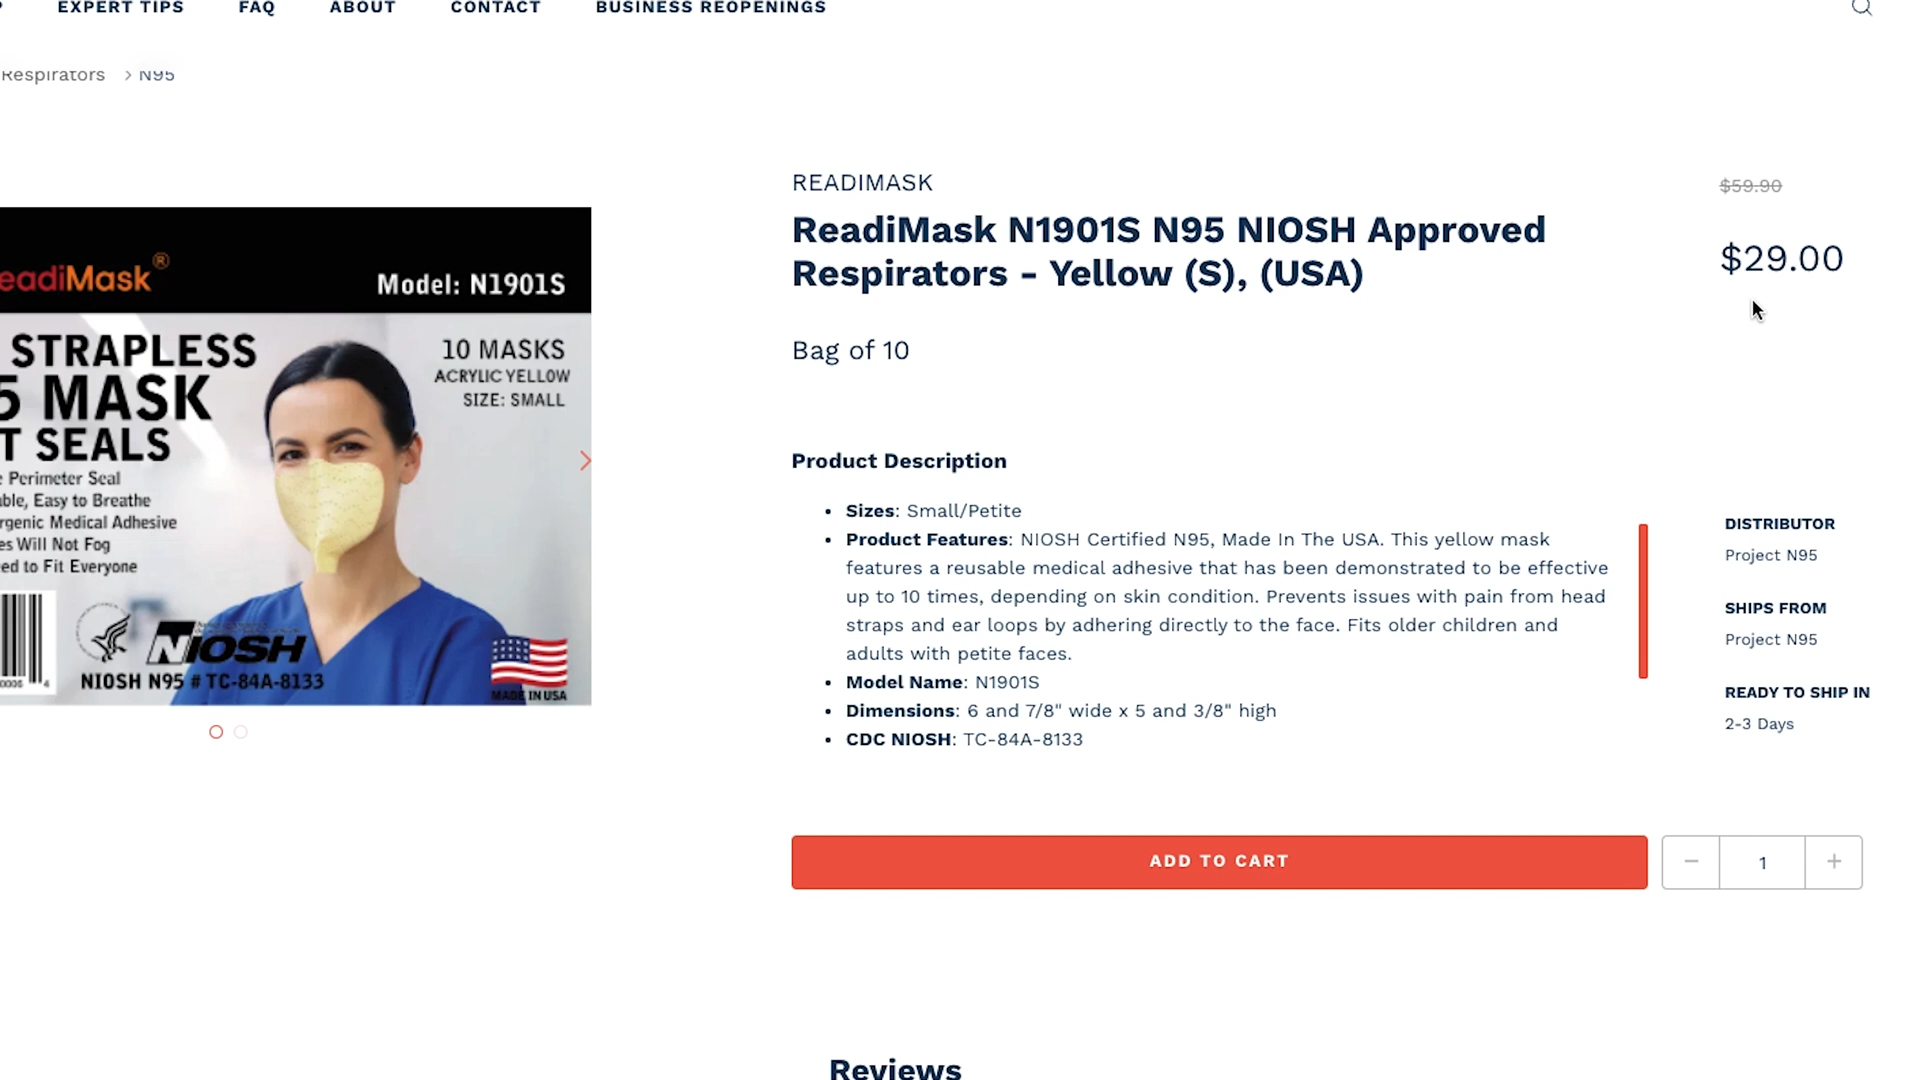 EXPERT TIPS FAQ ABOUT CONTACT BUSINESS REOPENINGS
Respirators > N95
READIMASK
ReadiMask N1901S N95 NIOSH Approved
Respirators - Yellow (S), (USA)
Bag of 10
$59.90
$29.00
eadiMask®
Model: N1901S
STRAPLESS
5 MASK
T SEALS
Perimeter Seal
ble, Easy to Breathe
rgenic Medical Adhesive
es Will Not Fog
ed to Fit Everyone
10 MASKS
ACRYLIC YELLOW
SIZE: SMALL
NIOSH
NIOSH N95 # TC-84A-8133
MADE IN USA
Product Description
• Sizes: Small/Petite
• Product Features: NIOSH Certified N95, Made In The USA. This yellow mask
features a reusable medical adhesive that has been demonstrated to be effective
up to 10 times, depending on skin condition. Prevents issues with pain from head
straps and ear loops by adhering directly to the face. Fits older children and
adults with petite faces.
• Model Name: N1901S
• Dimensions: 6 and 7/8" wide x 5 and 3/8" high
• CDC NIOSH: TC-84A-8133
DISTRIBUTOR
Project N95
SHIPS FROM
Project N95
READY TO SHIP IN
2-3 Days
ADD TO CART
− 1 +
Reviews